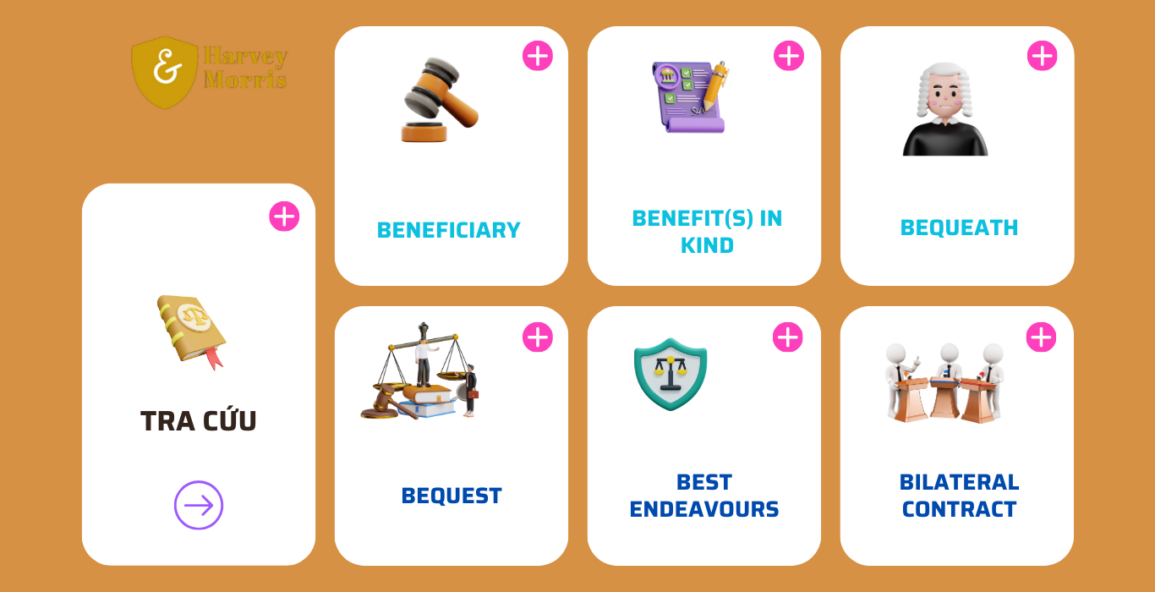 &
Harvey
Morris
BENEFICIARY
BENEFIT(S) IN
KIND
BEQUEATH
TRA CỨU
BEQUEST
BEST
ENDEAVOURS
BILATERAL
CONTRACT